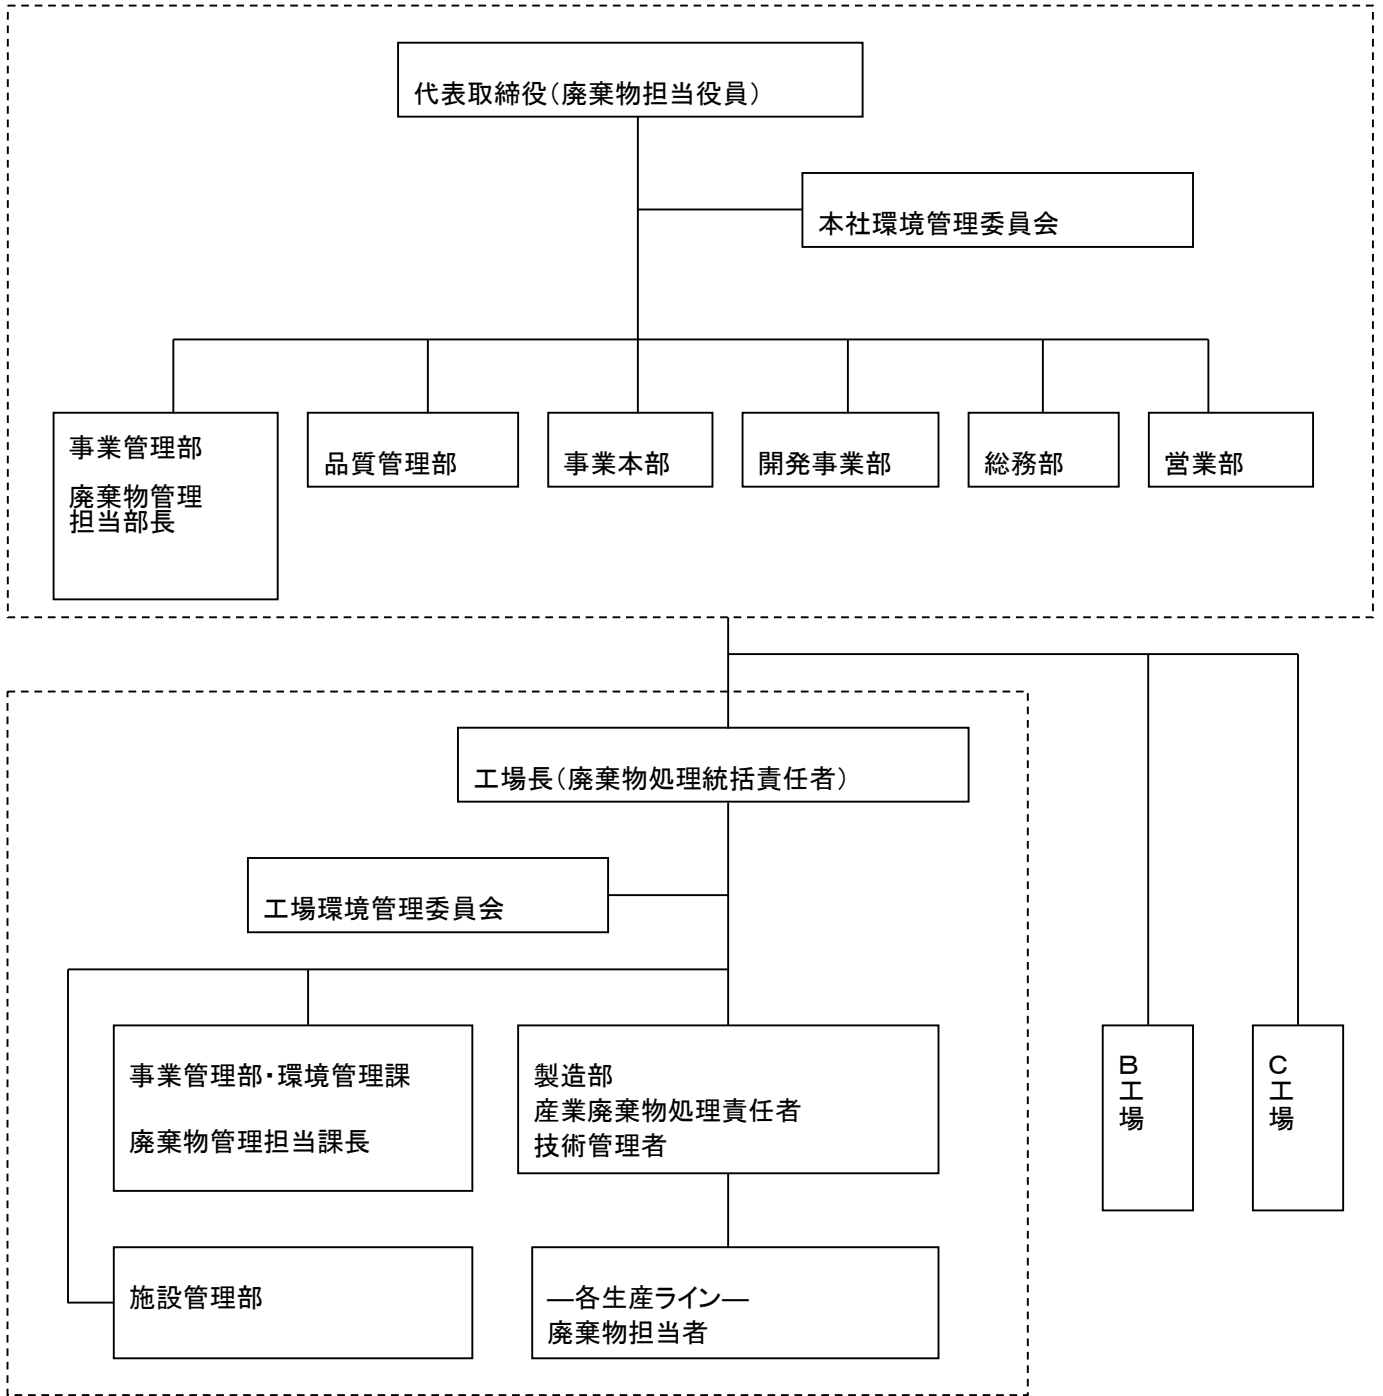 代表取締役（廃棄物担当役員）
本社環境管理委員会
事業管理部
廃棄物管理
担当部長
品質管理部
事業本部
開発事業部
総務部
営業部
工場長（廃棄物処理統括責任者）
工場環境管理委員会
事業管理部・環境管理課
廃棄物管理担当課長
製造部
産業廃棄物処理責任者
技術管理者
Ｂ工場
Ｃ工場
施設管理部
―各生産ライン―
廃棄物担当者